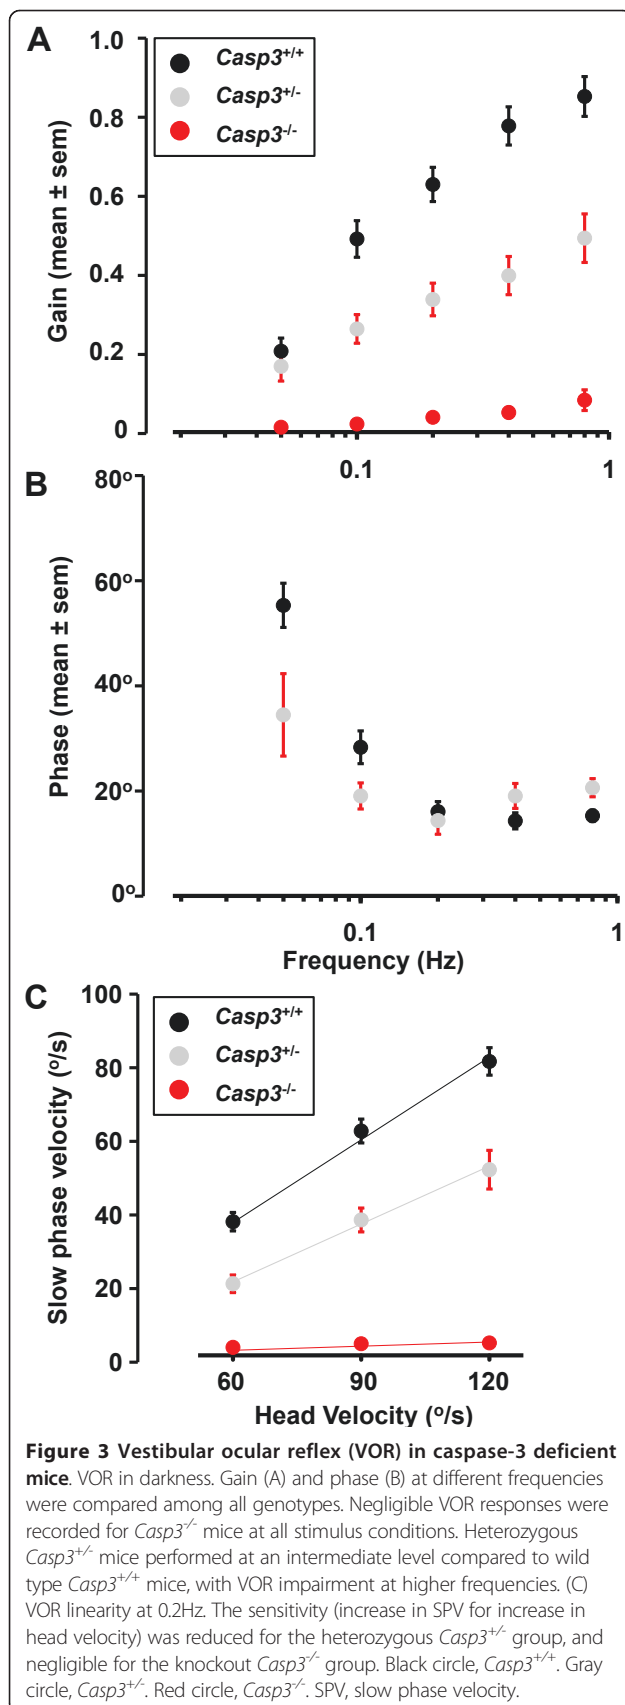 A
1.0
Casp3+/+
Casp3+/-
Casp3-/-
0.8
0.6
0.4
0.2
0
Gain (mean ± sem)
0.1
1
B
80o
60o
40o
20o
0o
Phase (mean ± sem)
0.1
1
Frequency (Hz)
C
100
Casp3+/+
Casp3+/-
Casp3-/-
80
60
40
20
0
Slow phase velocity (o/s)
60
90
120
Head Velocity (o/s)
Figure 3 Vestibular ocular reflex (VOR) in caspase-3 deficient
mice. VOR in darkness. Gain (A) and phase (B) at different frequencies
were compared among all genotypes. Negligible VOR responses were
recorded for Casp3-/- mice at all stimulus conditions. Heterozygous
Casp3+/- mice performed at an intermediate level compared to wild
type Casp3+/+ mice, with VOR impairment at higher frequencies. (C)
VOR linearity at 0.2Hz. The sensitivity (increase in SPV for increase in
head velocity) was reduced for the heterozygous Casp3+/- group, and
negligible for the knockout Casp3-/- group. Black circle, Casp3+/+. Gray
circle, Casp3+/-. Red circle, Casp3-/-. SPV, slow phase velocity.